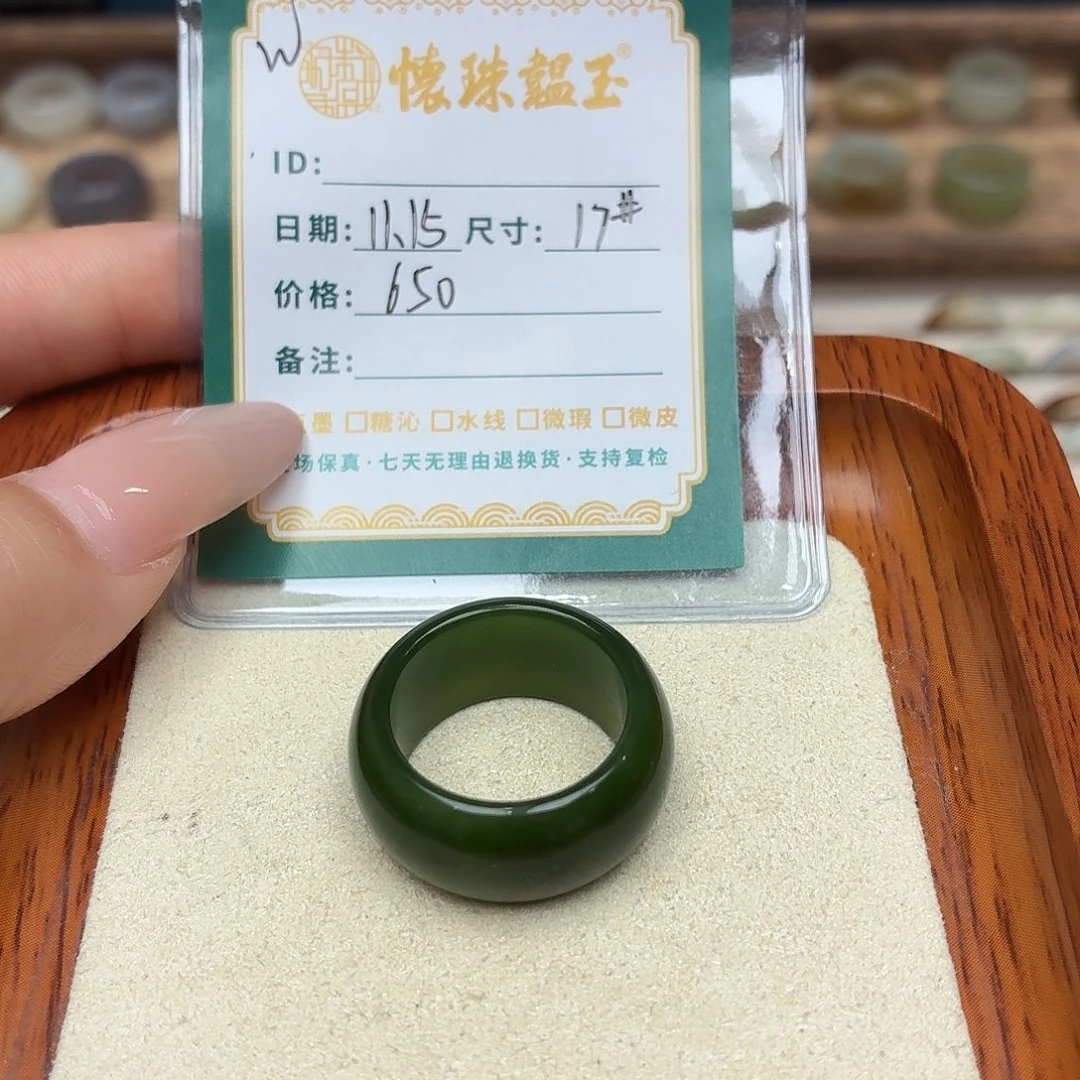 W
懷珠韞玉®
ID:
日期: 11.15 尺寸: 17#
价格: 650
备注:
墨 □糖沁 □水线 □微瑕 □微皮
场保真·七天无理由退换货·支持复检